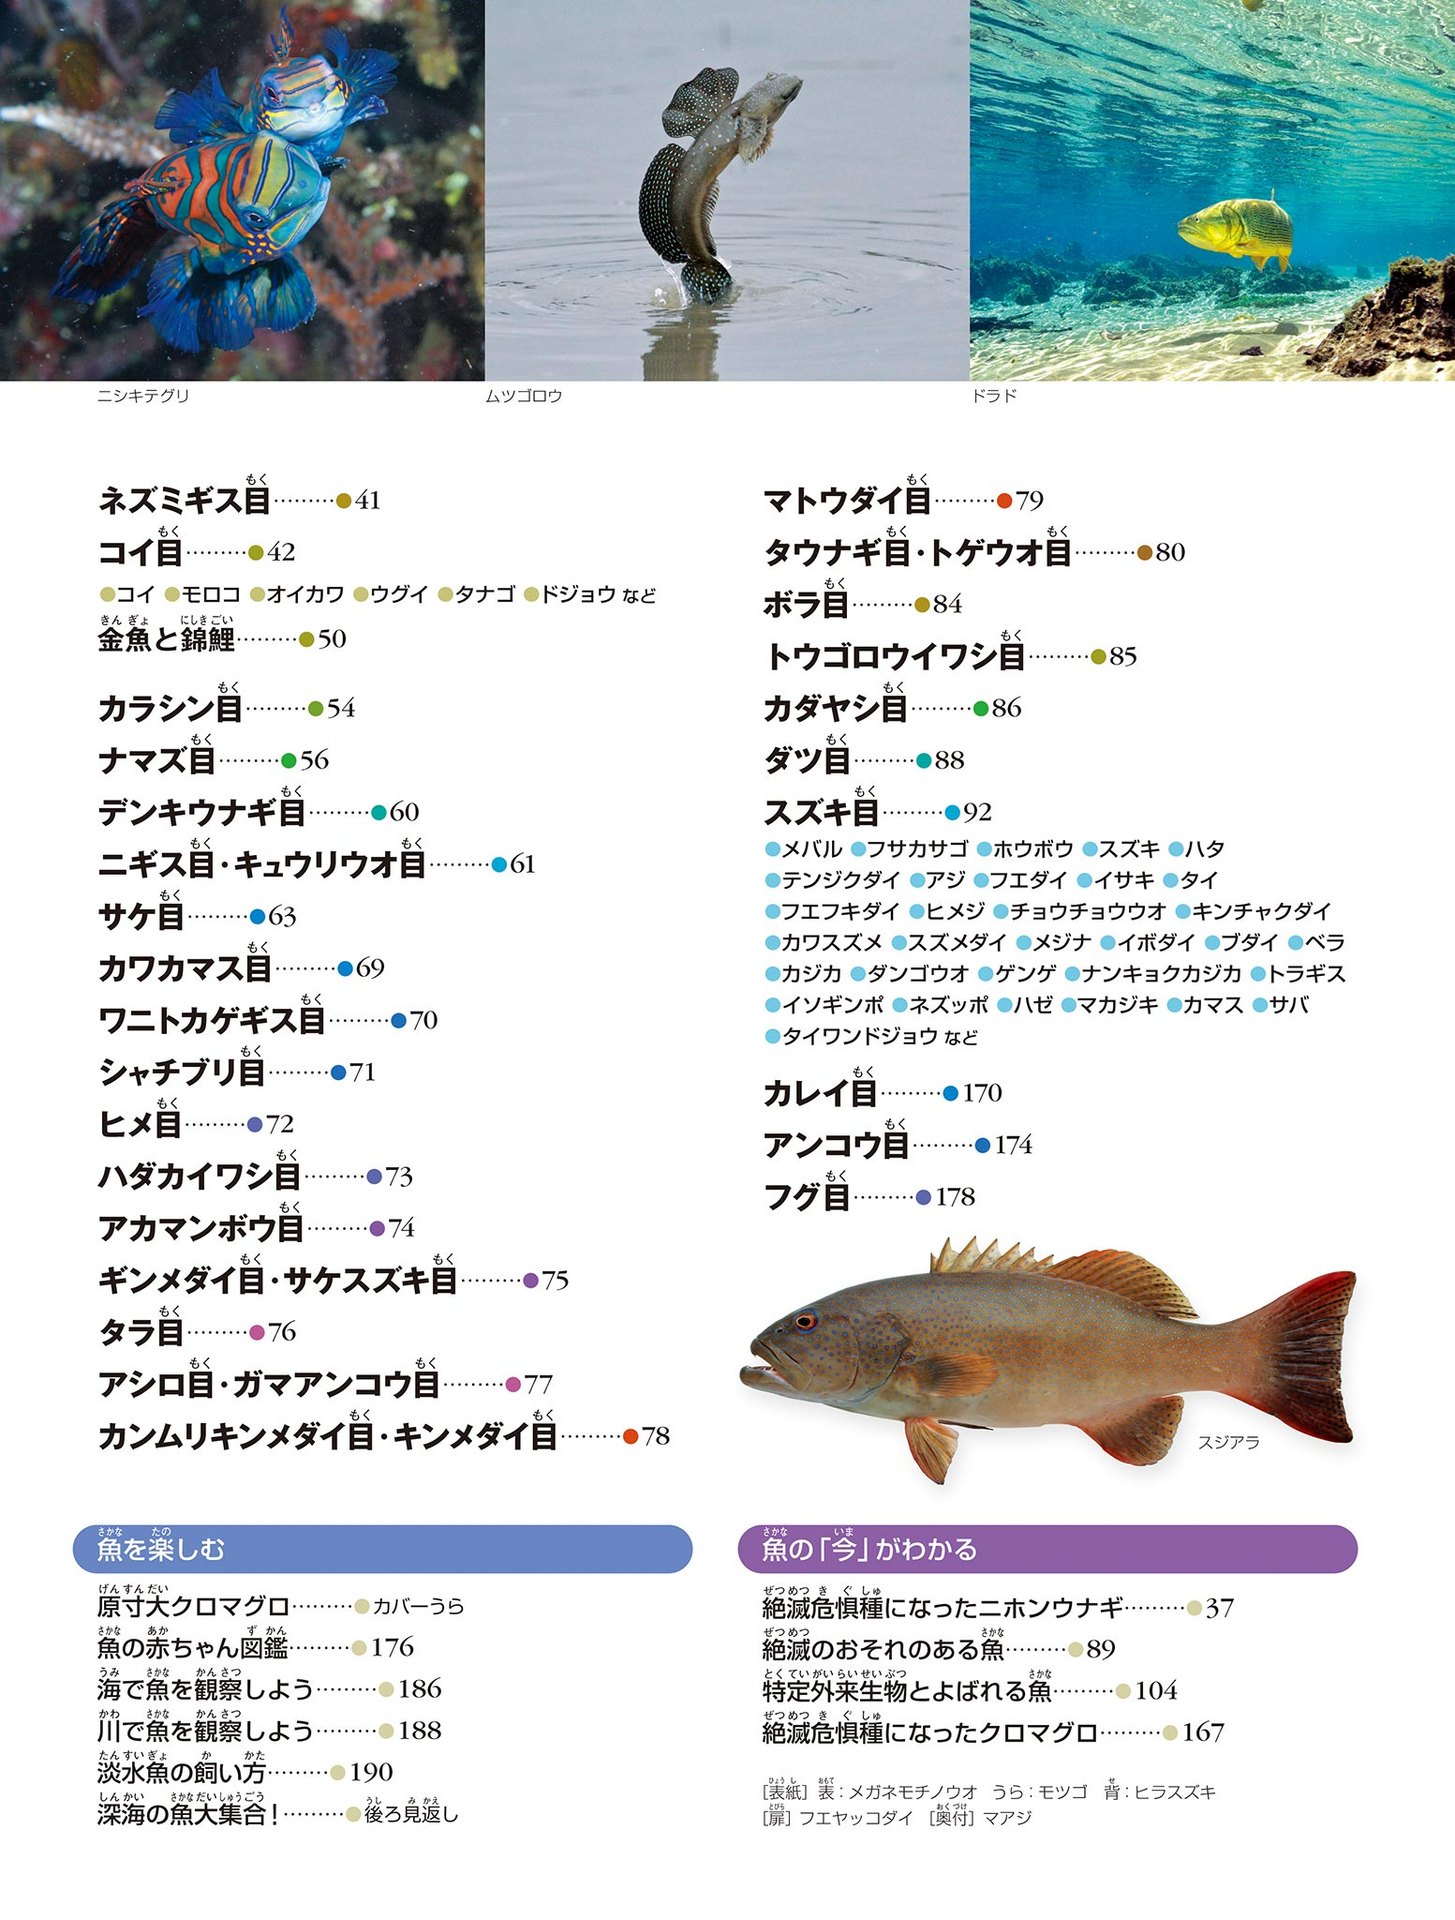 ニシキテグリ
ムツゴロウ
ドラド
ネズミギス目………41
コイ目………42
●コイ ●モロコ ●オイカワ ●ウグイ ●タナゴ ●ドジョウ など
金魚と錦鯉………50
カラシン目………54
ナマズ目………56
デンキウナギ目………60
ニギス目・キュウリウオ目………61
サケ目………63
カワカマス目………69
ワニトカゲギス目………70
シャチブリ目………71
ヒメ目………72
ハダカイワシ目………73
アカマンボウ目………74
ギンメダイ目・サケスズキ目………75
タラ目………76
アシロ目・ガマアンコウ目………77
カンムリキンメダイ目・キンメダイ目………78
マトウダイ目………79
タウナギ目・トゲウオ目………80
ボラ目………84
トウゴロウイワシ目………85
カダヤシ目………86
ダツ目………88
スズキ目………92
●メバル ●フサカサゴ ●ホウボウ ●スズキ ●ハタ
●テンジクダイ ●アジ ●フエダイ ●イサキ ●タイ
●フエフキダイ ●ヒメジ ●チョウチョウウオ ●キンチャクダイ
●カワスズメ ●スズメダイ ●メジナ ●イボダイ ●ブダイ ●ベラ
●カジカ ●ダンゴウオ ●ゲンゲ ●ナンキョクカジカ ●トラギス
●イソギンポ ●ネズッポ ●ハゼ ●マカジキ ●カマス ●サバ
●タイワンドジョウ など
カレイ目………170
アンコウ目………174
フグ目………178
スジアラ
魚を楽しむ
原寸大クロマグロ………カバーうら
魚の赤ちゃん図鑑………176
海で魚を観察しよう………186
川で魚を観察しよう………188
淡水魚の飼い方………190
深海の魚大集合!………後ろ見返し
魚の「今」がわかる
絶滅危惧種になったニホンウナギ………37
絶滅のおそれのある魚………89
特定外来生物とよばれる魚………104
絶滅危惧種になったクロマグロ………167
[表紙] 表：メガネモチノウオ うら：モツゴ 背：ヒラスズキ
[扉] フエヤッコダイ [奥付] マアジ